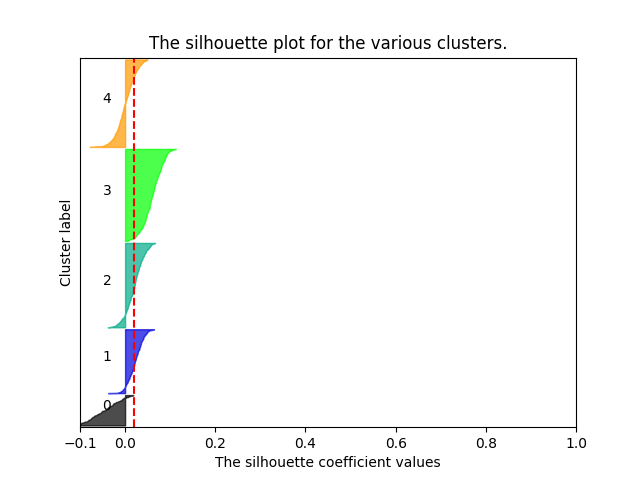 The silhouette plot for the various clusters.
Cluster label
4
3
2
1
0
−0.1 0.0 0.2 0.4 0.6 0.8 1.0
The silhouette coefficient values